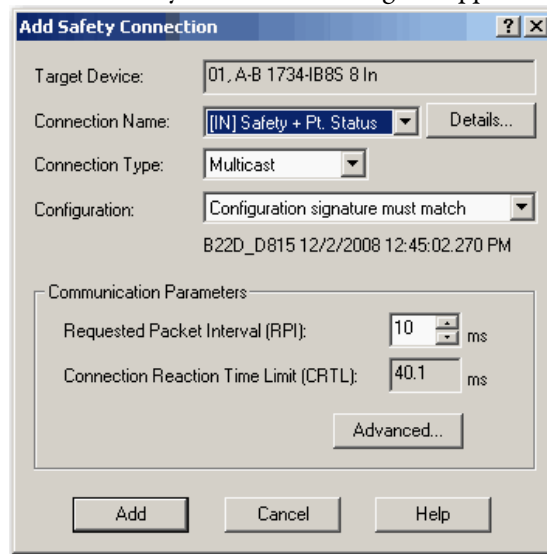 Add Safety Connection
Target Device: 01, A-B 1734-IB8S 8 In
Connection Name: [IN] Safety + Pt. Status Details...
Connection Type: Multicast
Configuration: Configuration signature must match
B22D_D815 12/2/2008 12:45:02.270 PM
Communication Parameters
Requested Packet Interval (RPI): 10 ms
Connection Reaction Time Limit (CRTL): 40.1 ms
Advanced...
Add Cancel Help